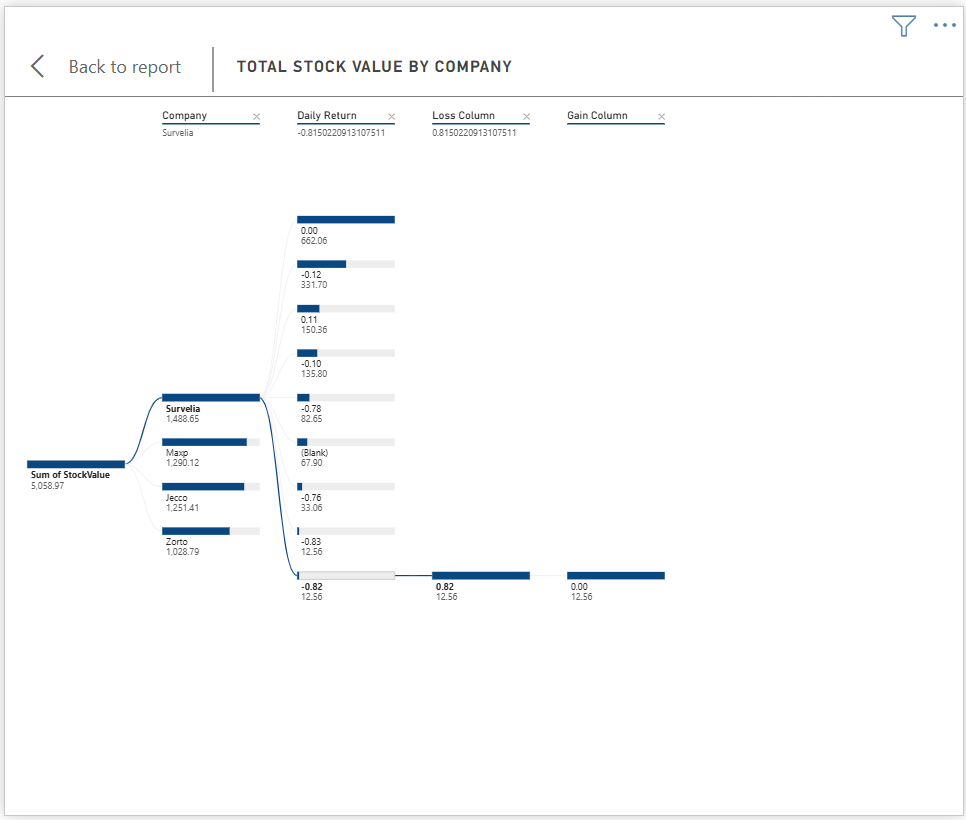 Back to report
TOTAL STOCK VALUE BY COMPANY
Company
Survelia
Daily Return
-0.8150220913107511
Loss Column
0.8150220913107511
Gain Column
Sum of StockValue
5,058.97
Survelia
1,488.65
Maxp
1,290.12
Jecco
1,251.41
Zorto
1,028.79
0.00
662.06
-0.12
331.70
0.11
150.36
-0.10
135.80
-0.78
82.65
(Blank)
67.90
-0.76
33.06
-0.83
12.56
-0.82
12.56
0.82
12.56
0.00
12.56